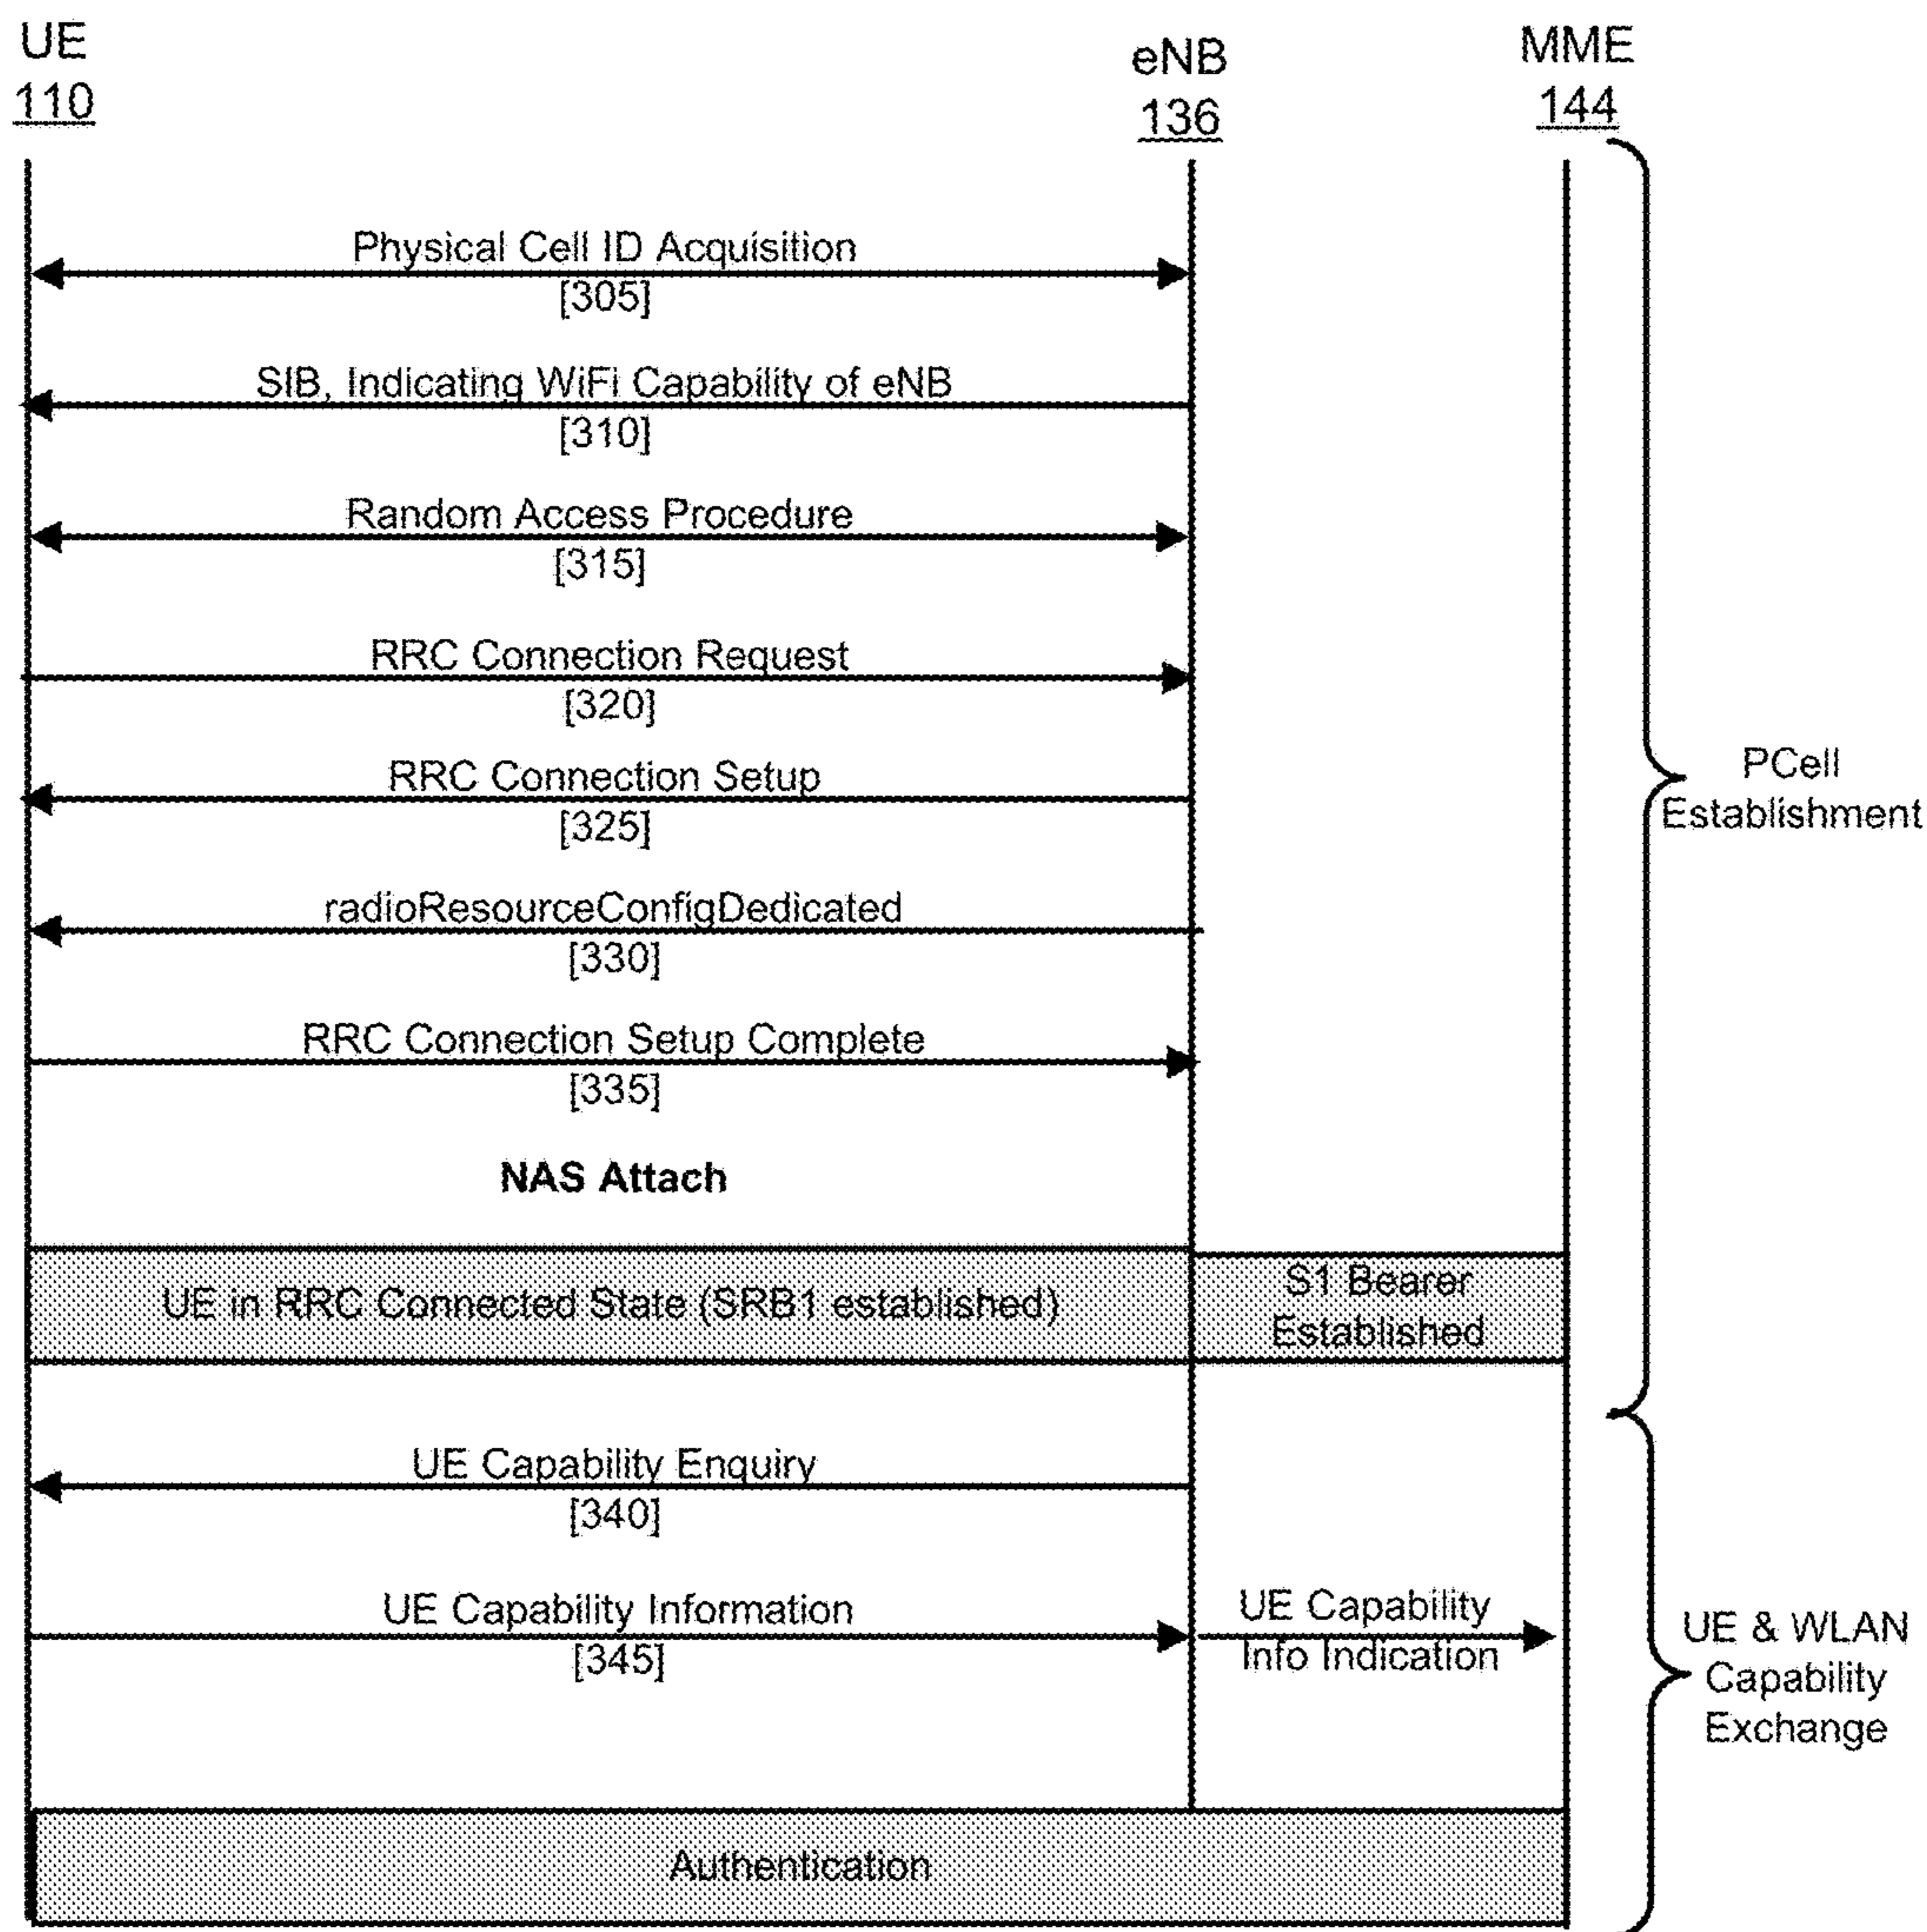 UE
110
eNB
136
MME
144
Physical Cell ID Acquisition
[305]
SIB, Indicating WiFi Capability of eNB
[310]
Random Access Procedure
[315]
RRC Connection Request
[320]
RRC Connection Setup
[325]
radioResourceConfigDedicated
[330]
RRC Connection Setup Complete
[335]
NAS Attach
UE in RRC Connected State (SRB1 established)
S1 Bearer
Established
PCell
Establishment
UE Capability Enquiry
[340]
UE Capability Information
[345]
UE Capability
Info Indication
UE & WLAN
Capability
Exchange
Authentication